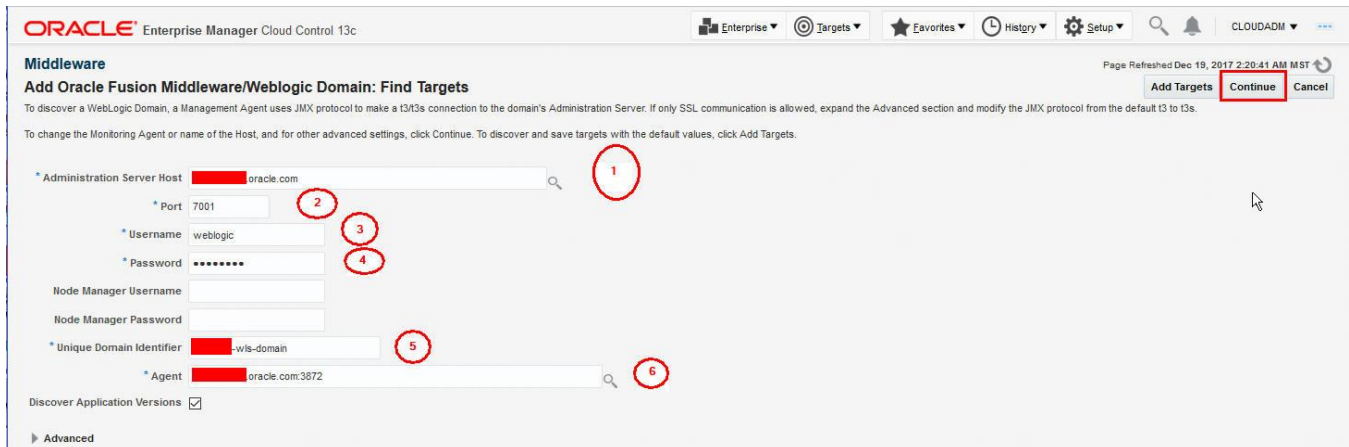 ORACLE Enterprise Manager Cloud Control 13c
Enterprise ▼ Targets ▼ Favorites ▼ History ▼ Setup ▼ CLOUDADM ▼
Middleware
Page Refreshed Dec 19, 2017 2:20:41 AM MST
Add Oracle Fusion Middleware/Weblogic Domain: Find Targets
Add Targets Continue Cancel
To discover a WebLogic Domain, a Management Agent uses JMX protocol to make a t3/t3s connection to the domain's Administration Server. If only SSL communication is allowed, expand the Advanced section and modify the JMX protocol from the default t3 to t3s.
To change the Monitoring Agent or name of the Host, and for other advanced settings, click Continue. To discover and save targets with the default values, click Add Targets.
* Administration Server Host .oracle.com 1
* Port 7001 2
* Username weblogic 3
* Password •••••••• 4
Node Manager Username
Node Manager Password
* Unique Domain Identifier -wls-domain 5
* Agent .oracle.com:3872 6
Discover Application Versions
Advanced